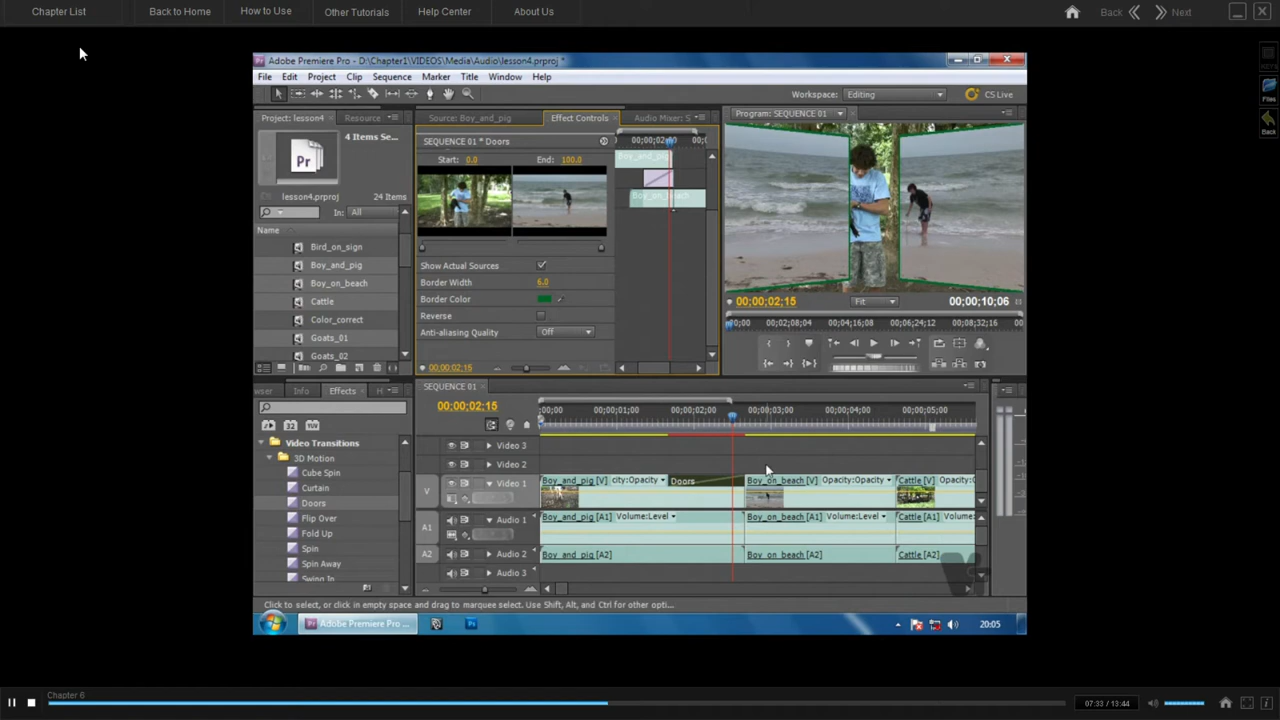 Chapter List
Back to Home
How to Use
Other Tutorials
Help Center
About Us
Back
Next
Adobe Premiere Pro - D:\Chapter1\VIDEOS\Media\Audio\lesson4.prproj *
File Edit Project Clip Sequence Marker Title Window Help
Workspace: Editing
CS Live
Project: lesson4
Resource
4 Items Se...
Pr
lesson4.prproj
24 Items
In: All
Name
Bird_on_sign
Boy_and_pig
Boy_on_beach
Cattle
Color_correct
Goats_01
Goats_02
Source: Boy_and_pig
Effect Controls
Audio Mixer: S
SEQUENCE 01 * Doors
00;00;02;00
Start: 0.0
End: 100.0
Boy_and_pig
Boy_on_beach
Show Actual Sources
Border Width 6.0
Border Color
Reverse
Anti-aliasing Quality Off
00;00;02;15
Program: SEQUENCE 01
00;00;02;15
Fit
00;00;10;06
00;00 00;02;08;04 00;04;16;08 00;06;24;12 00;08;32;16 00
wser
Info
Effects
H
Video Transitions
3D Motion
Cube Spin
Curtain
Doors
Flip Over
Fold Up
Spin
Spin Away
Swing In
SEQUENCE 01
00;00;02;15
;00;00 00;00;01;00 00;00;02;00 00;00;03;00 00;00;04;00 00;00;05;00
Video 3
Video 2
V
Video 1
Boy_and_pig [V] city:Opacity
Doors
Boy_on_beach [V] Opacity:Opacity
Cattle [V] Opacity:O
A1
Audio 1
Boy_and_pig [A1] Volume:Level
Boy_on_beach [A1] Volume:Level
Cattle [A1] Volume:
A2
Audio 2
Boy_and_pig [A2]
Boy_on_beach [A2]
Cattle [A2]
Audio 3
Click to select, or click in empty space and drag to marquee select. Use Shift, Alt, and Ctrl for other opti...
Adobe Premiere Pro ...
20:05
Chapter 6
07:33 / 13:44
KEYS
Files
Back